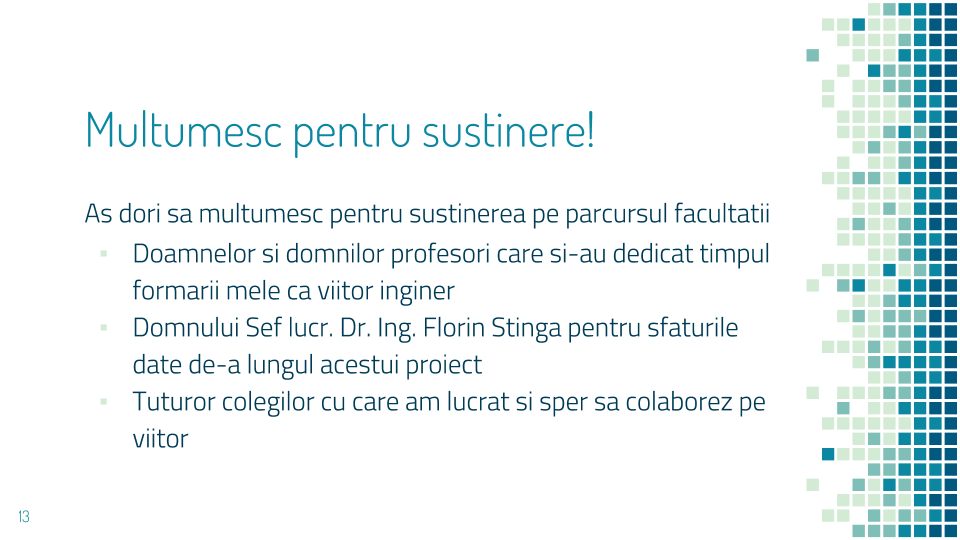 Multumesc pentru sustinere!
As dori sa multumesc pentru sustinerea pe parcursul facultatii
▪ Doamnelor si domnilor profesori care si-au dedicat timpul
formarii mele ca viitor inginer
▪ Domnului Sef lucr. Dr. Ing. Florin Stinga pentru sfaturile
date de-a lungul acestui proiect
▪ Tuturor colegilor cu care am lucrat si sper sa colaborez pe
viitor
13